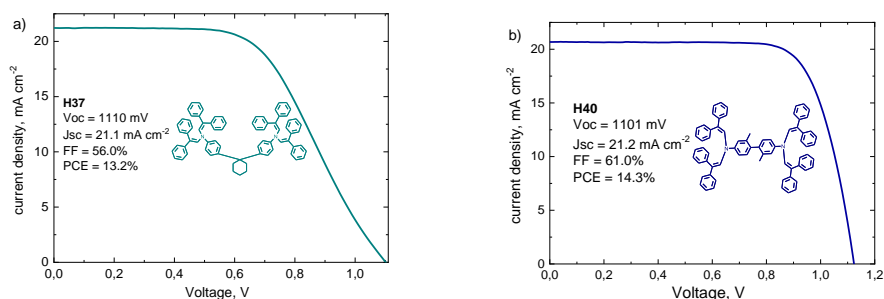 a)
current density, mA cm-2
20
15
10
5
0
H37
Voc = 1110 mV
Jsc = 21.1 mA cm-2
FF = 56.0%
PCE = 13.2%
N
N
0,0 0,2 0,4 0,6 0,8 1,0
Voltage, V
b)
current density, mA cm-2
20
15
10
5
0
H40
Voc = 1101 mV
Jsc = 21.2 mA cm-2
FF = 61.0%
PCE = 14.3%
N
N
0,0 0,2 0,4 0,6 0,8 1,0 1,2
Voltage, V